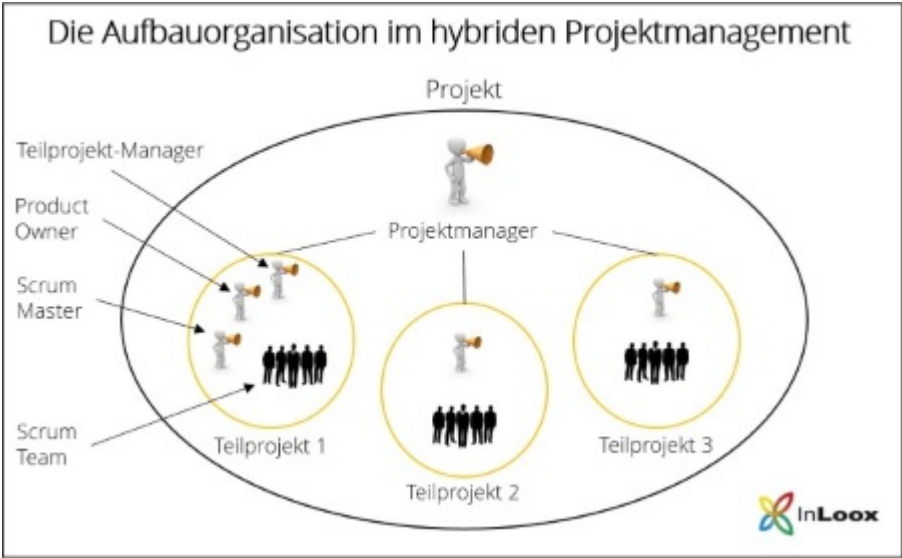 Die Aufbauorganisation im hybriden Projektmanagement
Projekt
Teilprojekt-Manager
Product
Owner
Projektmanager
Scrum
Master
Scrum
Team
Teilprojekt 1
Teilprojekt 2
Teilprojekt 3
InLoox